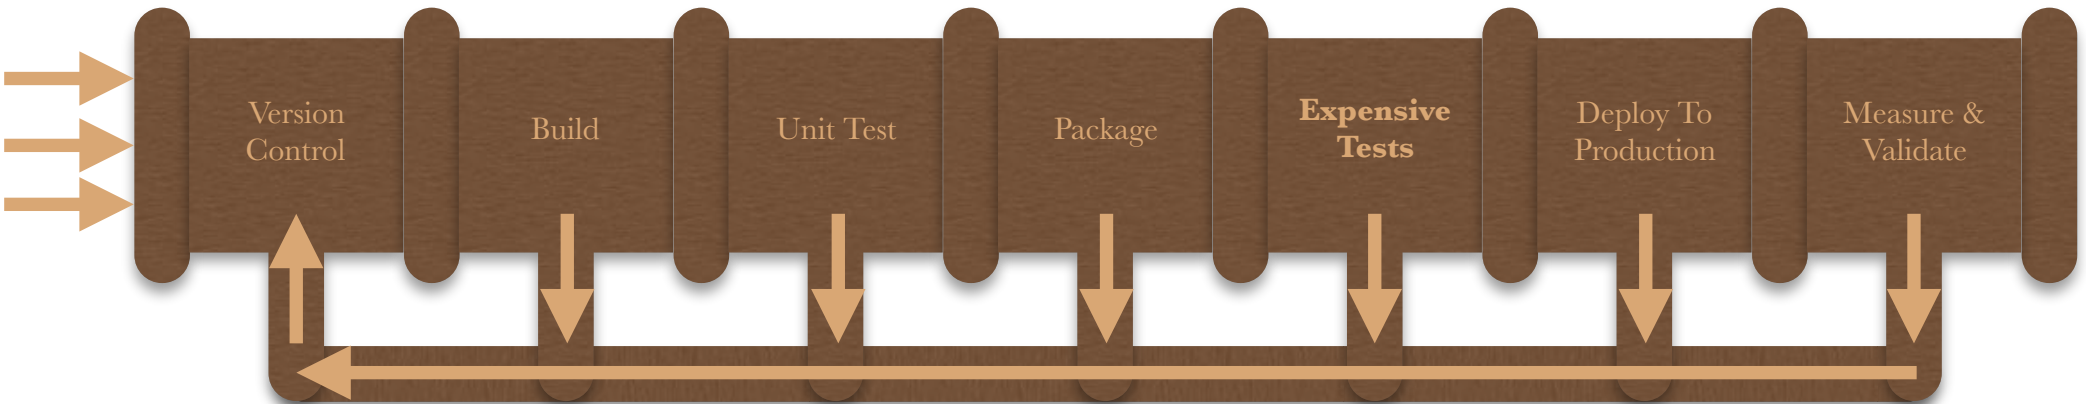 Version
Control
Build
Unit Test
Package
Expensive
Tests
Deploy To
Production
Measure &
Validate